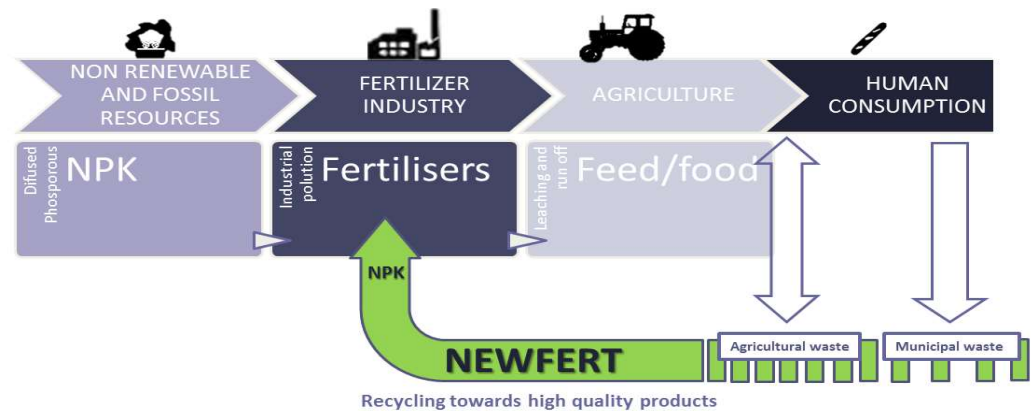 NON RENEWABLE
AND FOSSIL
RESOURCES
FERTILIZER
INDUSTRY
AGRICULTURE
HUMAN
CONSUMPTION
Difused
Phosporous
NPK
Industrial
polution
Fertilisers
Leaching and
run off
Feed/food
NPK
NEWFERT
Agricultural waste
Municipal waste
Recycling towards high quality products